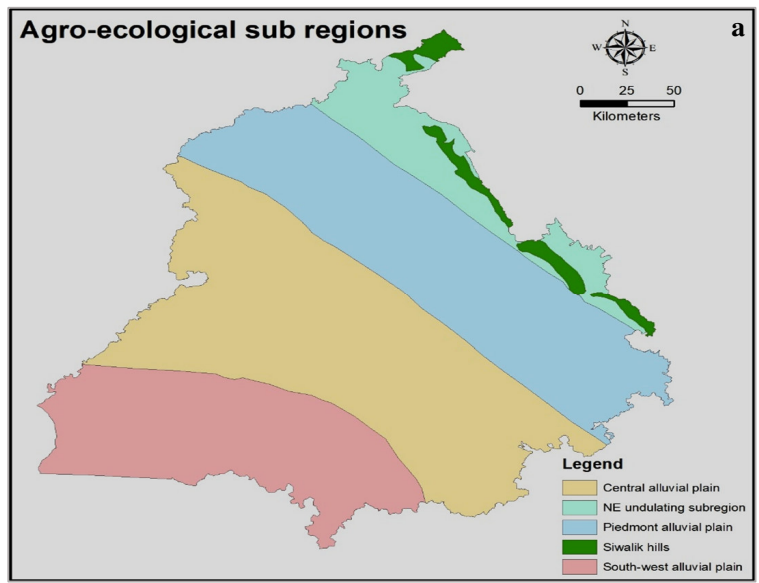 Agro-ecological sub regions
a
N
W E
S
0 25 50
Kilometers
Legend
Central alluvial plain
NE undulating subregion
Piedmont alluvial plain
Siwalik hills
South-west alluvial plain